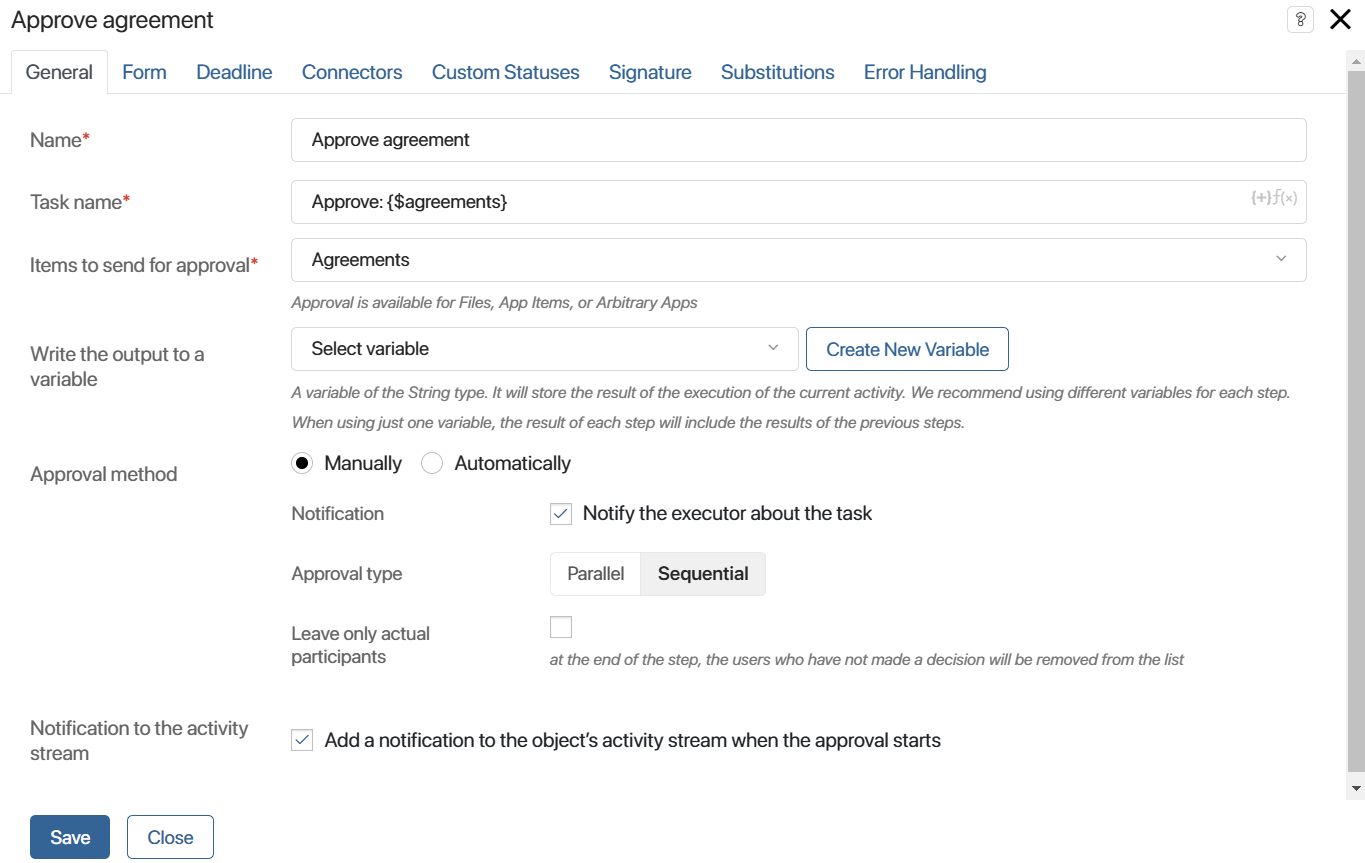 Approve agreement
?
General Form Deadline Connectors Custom Statuses Signature Substitutions Error Handling
Name*
Approve agreement
Task name*
Approve: {$agreements}
{+}ƒ(×)
Items to send for approval*
Agreements
Approval is available for Files, App Items, or Arbitrary Apps
Write the output to a
variable
Select variable
Create New Variable
A variable of the String type. It will store the result of the execution of the current activity. We recommend using different variables for each step.
When using just one variable, the result of each step will include the results of the previous steps.
Approval method
Manually Automatically
Notification
Notify the executor about the task
Approval type
Parallel Sequential
Leave only actual
participants
at the end of the step, the users who have not made a decision will be removed from the list
Notification to the activity
stream
Add a notification to the object’s activity stream when the approval starts
Save Close